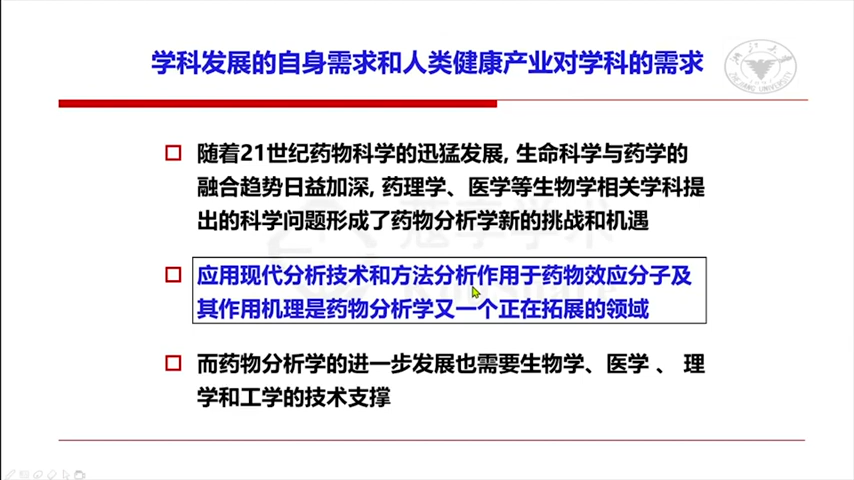 学科发展的自身需求和人类健康产业对学科的需求
ZHEJIANG UNIVERSITY
随着21世纪药物科学的迅猛发展, 生命科学与药学的
融合趋势日益加深, 药理学、医学等生物学相关学科提
出的科学问题形成了药物分析学新的挑战和机遇
应用现代分析技术和方法分析作用于药物效应分子及
其作用机理是药物分析学又一个正在拓展的领域
而药物分析学的进一步发展也需要生物学、医学 、 理
学和工学的技术支撑